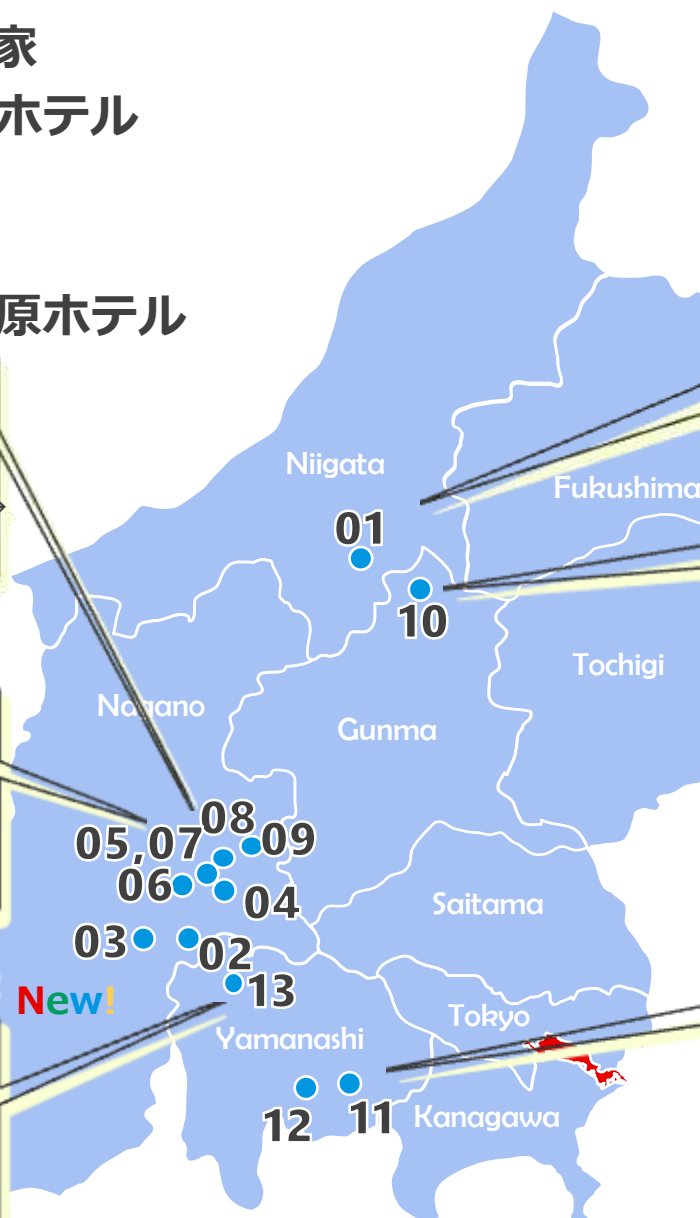 家
ホテル
原ホテル
Niigata
Fukushima
01
10
Tochigi
Nagano
Gunma
08
05,07
09
06
04
Saitama
03
02
13
New!
Tokyo
Yamanashi
12
11
Kanagawa